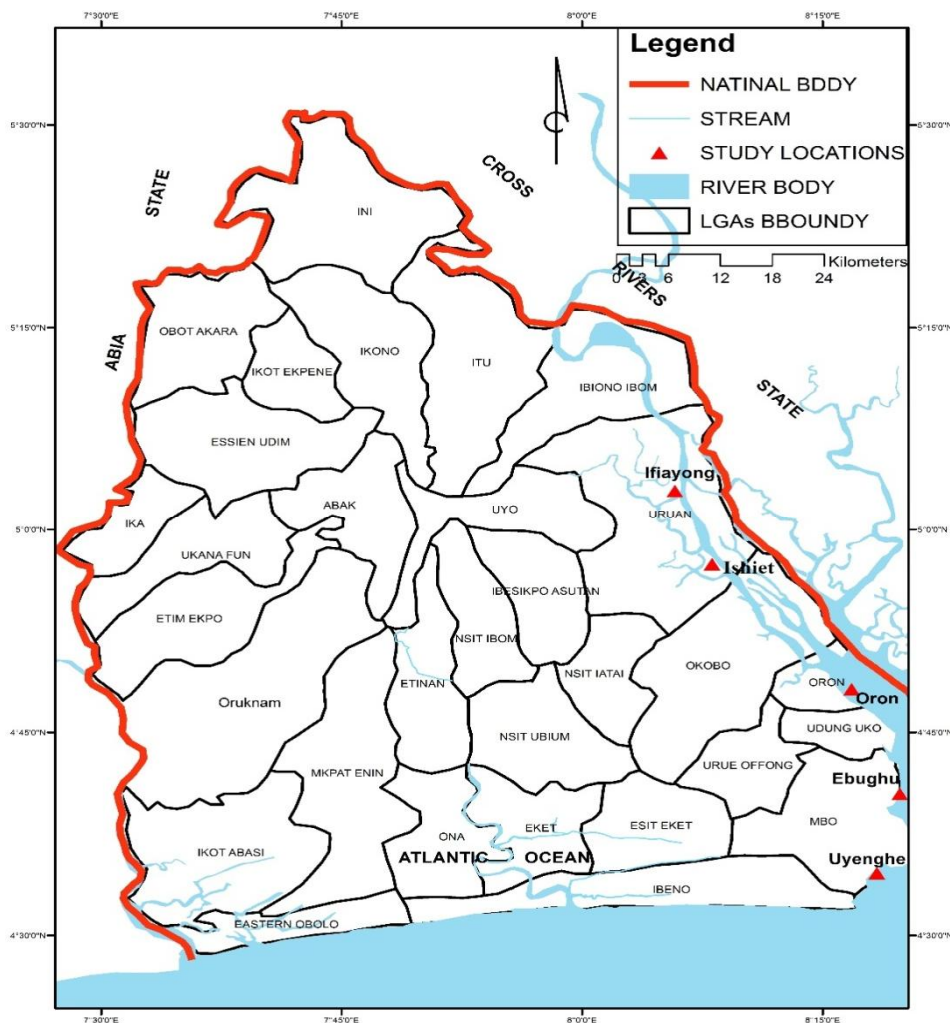 7°30'0"E
7°45'0"E
8°0'0"E
8°15'0"E
Legend
NATINAL BDDY
STREAM
STUDY LOCATIONS
RIVER BODY
LGAs BBOUNDY
0 3 6 12 18 24
Kilometers
5°30'0"N
5°30'0"N
CROSS
RIVERS
STATE
STATE
ABIA
INI
5°15'0"N
5°15'0"N
OBOT AKARA
IKONO
ITU
IKOT EKPENE
IBIONO IBOM
ESSIEN UDIM
Ifiayong
ABAK
UYO
URUAN
5°0'0"N
5°0'0"N
IKA
UKANA FUN
Ishiet
IBESIKPO ASUTAN
ETIM EKPO
NSIT IBOM
NSIT IATAI
OKOBO
ETINAN
ORON
Oron
Oruknam
4°45'0"N
4°45'0"N
NSIT UBIUM
UDUNG UKO
URUE OFFONG
MKPAT ENIN
Ebughu
MBO
ONA
EKET
ESIT EKET
IKOT ABASI
ATLANTIC OCEAN
Uyenghe
IBENO
EASTERN OBOLO
4°30'0"N
4°30'0"N
7°30'0"E
7°45'0"E
8°0'0"E
8°15'0"E